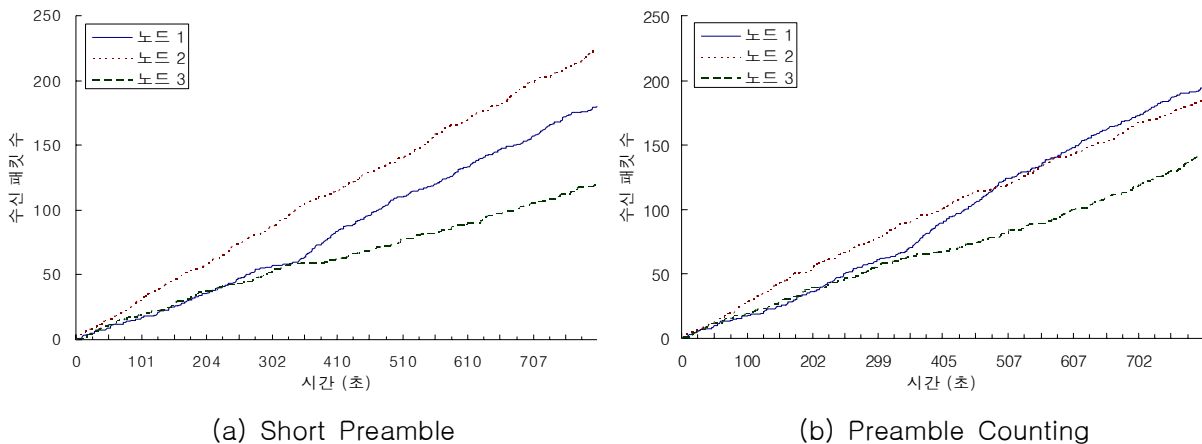 250
200
150
100
50
0
수신 패킷 수
노드 1
노드 2
노드 3
0 101 204 302 410 510 610 707
시간 (초)
(a) Short Preamble
250
200
150
100
50
0
수신 패킷 수
노드 1
노드 2
노드 3
0 100 202 299 405 507 607 702
시간 (초)
(b) Preamble Counting